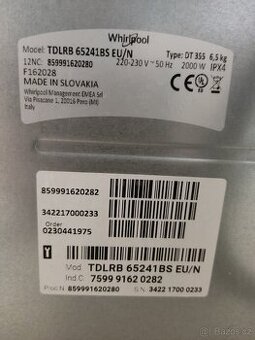 Whirlpool
Model: TDLRB 65241BS EU/N
Type: DT 355 6,5 kg
12NC: 859991620280
220-230 V ~ 50 Hz 2000 W IPX4
F162028
MADE IN SLOVAKIA
Whirlpool Management EMEA Srl
Via Pisacane 1, 20016 Pero (MI)
Italy
859991620282
342217000233
Order
0230441975
Y
Mod. TDLRB 65241BS EU/N
Ind.C. 7599 9162 0282
Prod.N. 859991620280 S.N. 3422 1700 0233